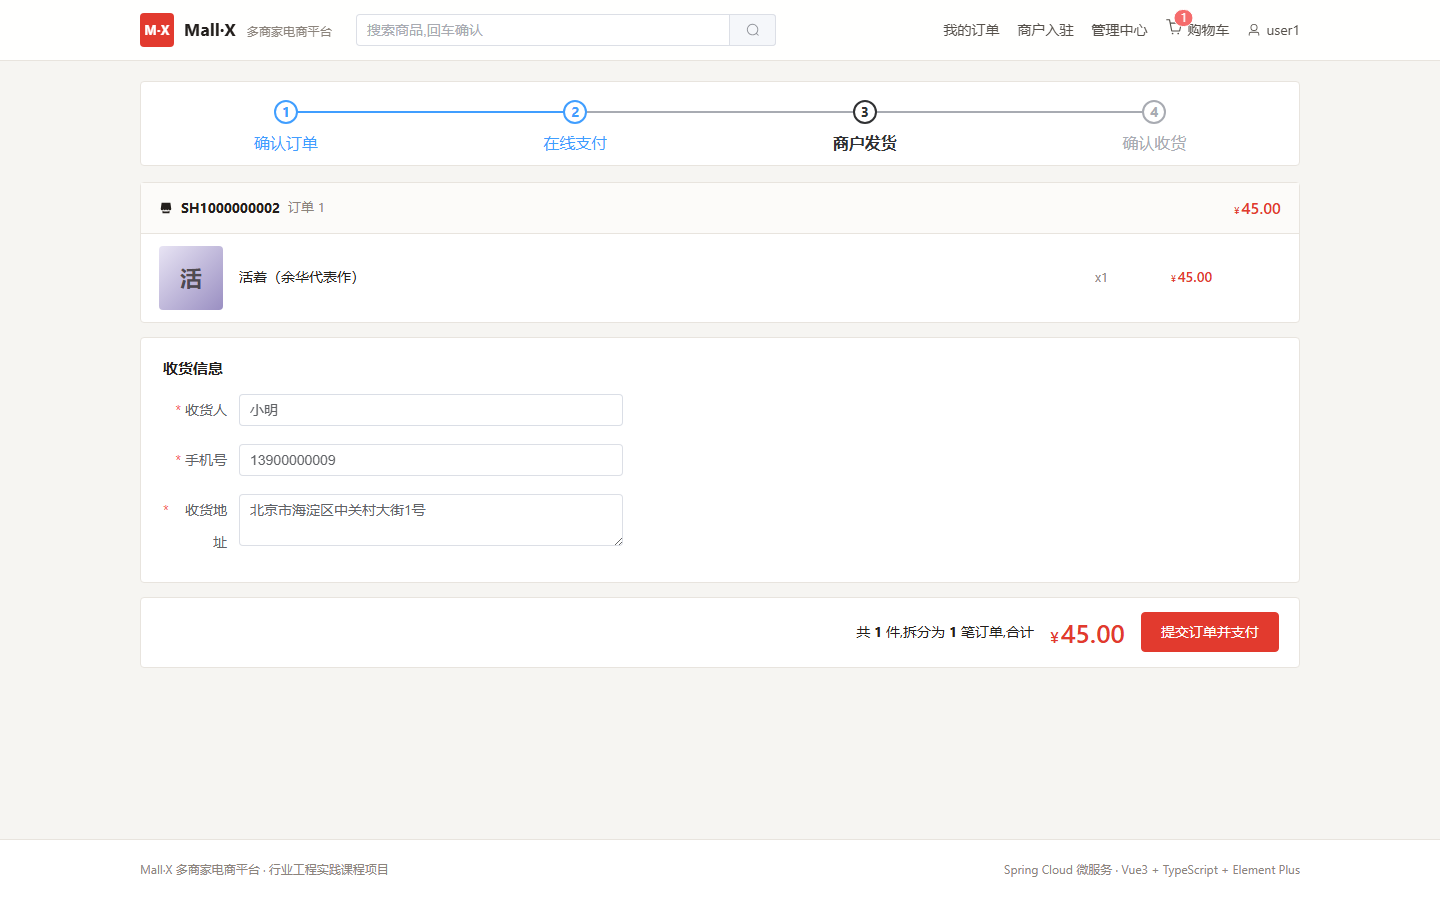 M·X Mall·X 多商家电商平台 搜索商品,回车确认 我的订单 商户入驻 管理中心 1 购物车 user1
1 2 3 4
确认订单 在线支付 商户发货 确认收货
SH1000000002 订单 1 ¥45.00
活 活着（余华代表作） x1 ¥45.00
收货信息
* 收货人 小明
* 手机号 13900000009
* 收货地 北京市海淀区中关村大街1号
址
共 1 件,拆分为 1 笔订单,合计 ¥45.00 提交订单并支付
Mall·X 多商家电商平台 · 行业工程实践课程项目 Spring Cloud 微服务 · Vue3 + TypeScript + Element Plus